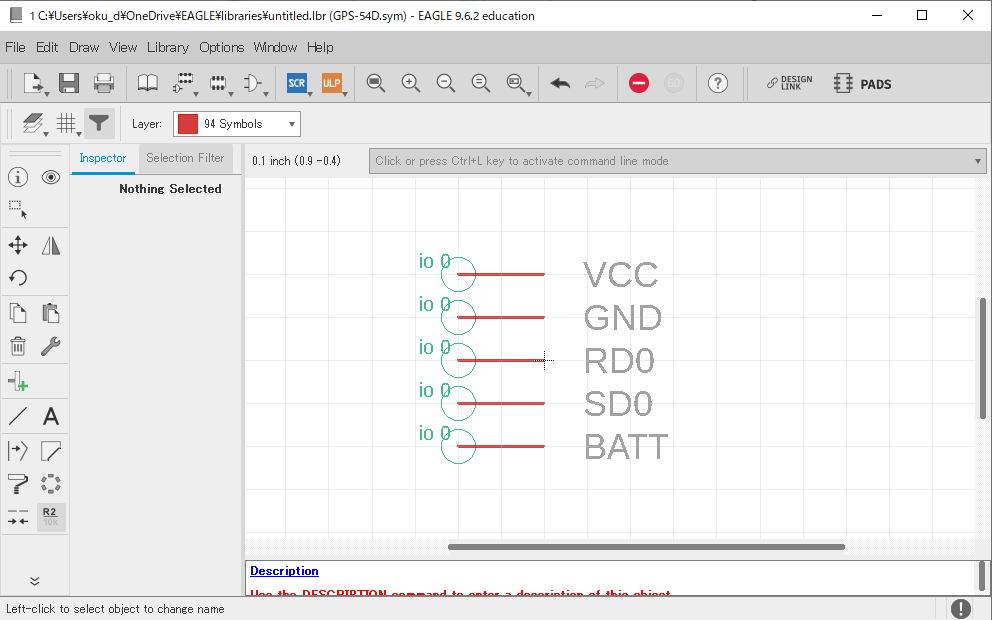 1 C:¥Users¥oku_d¥OneDrive¥EAGLE¥libraries¥untitled.lbr (GPS-54D.sym) - EAGLE 9.6.2 education
File Edit Draw View Library Options Window Help
SCR ULP GO ? DESIGN LINK PADS
Layer: 94 Symbols
Inspector Selection Filter 0.1 inch (0.9 -0.4) Click or press Ctrl+L key to activate command line mode
Nothing Selected
io 0 VCC
io 0 GND
io 0 RD0
io 0 SD0
io 0 BATT
A
R2
10k
Description
Use the DESCRIPTION command to enter a description of this object.
Left-click to select object to change name